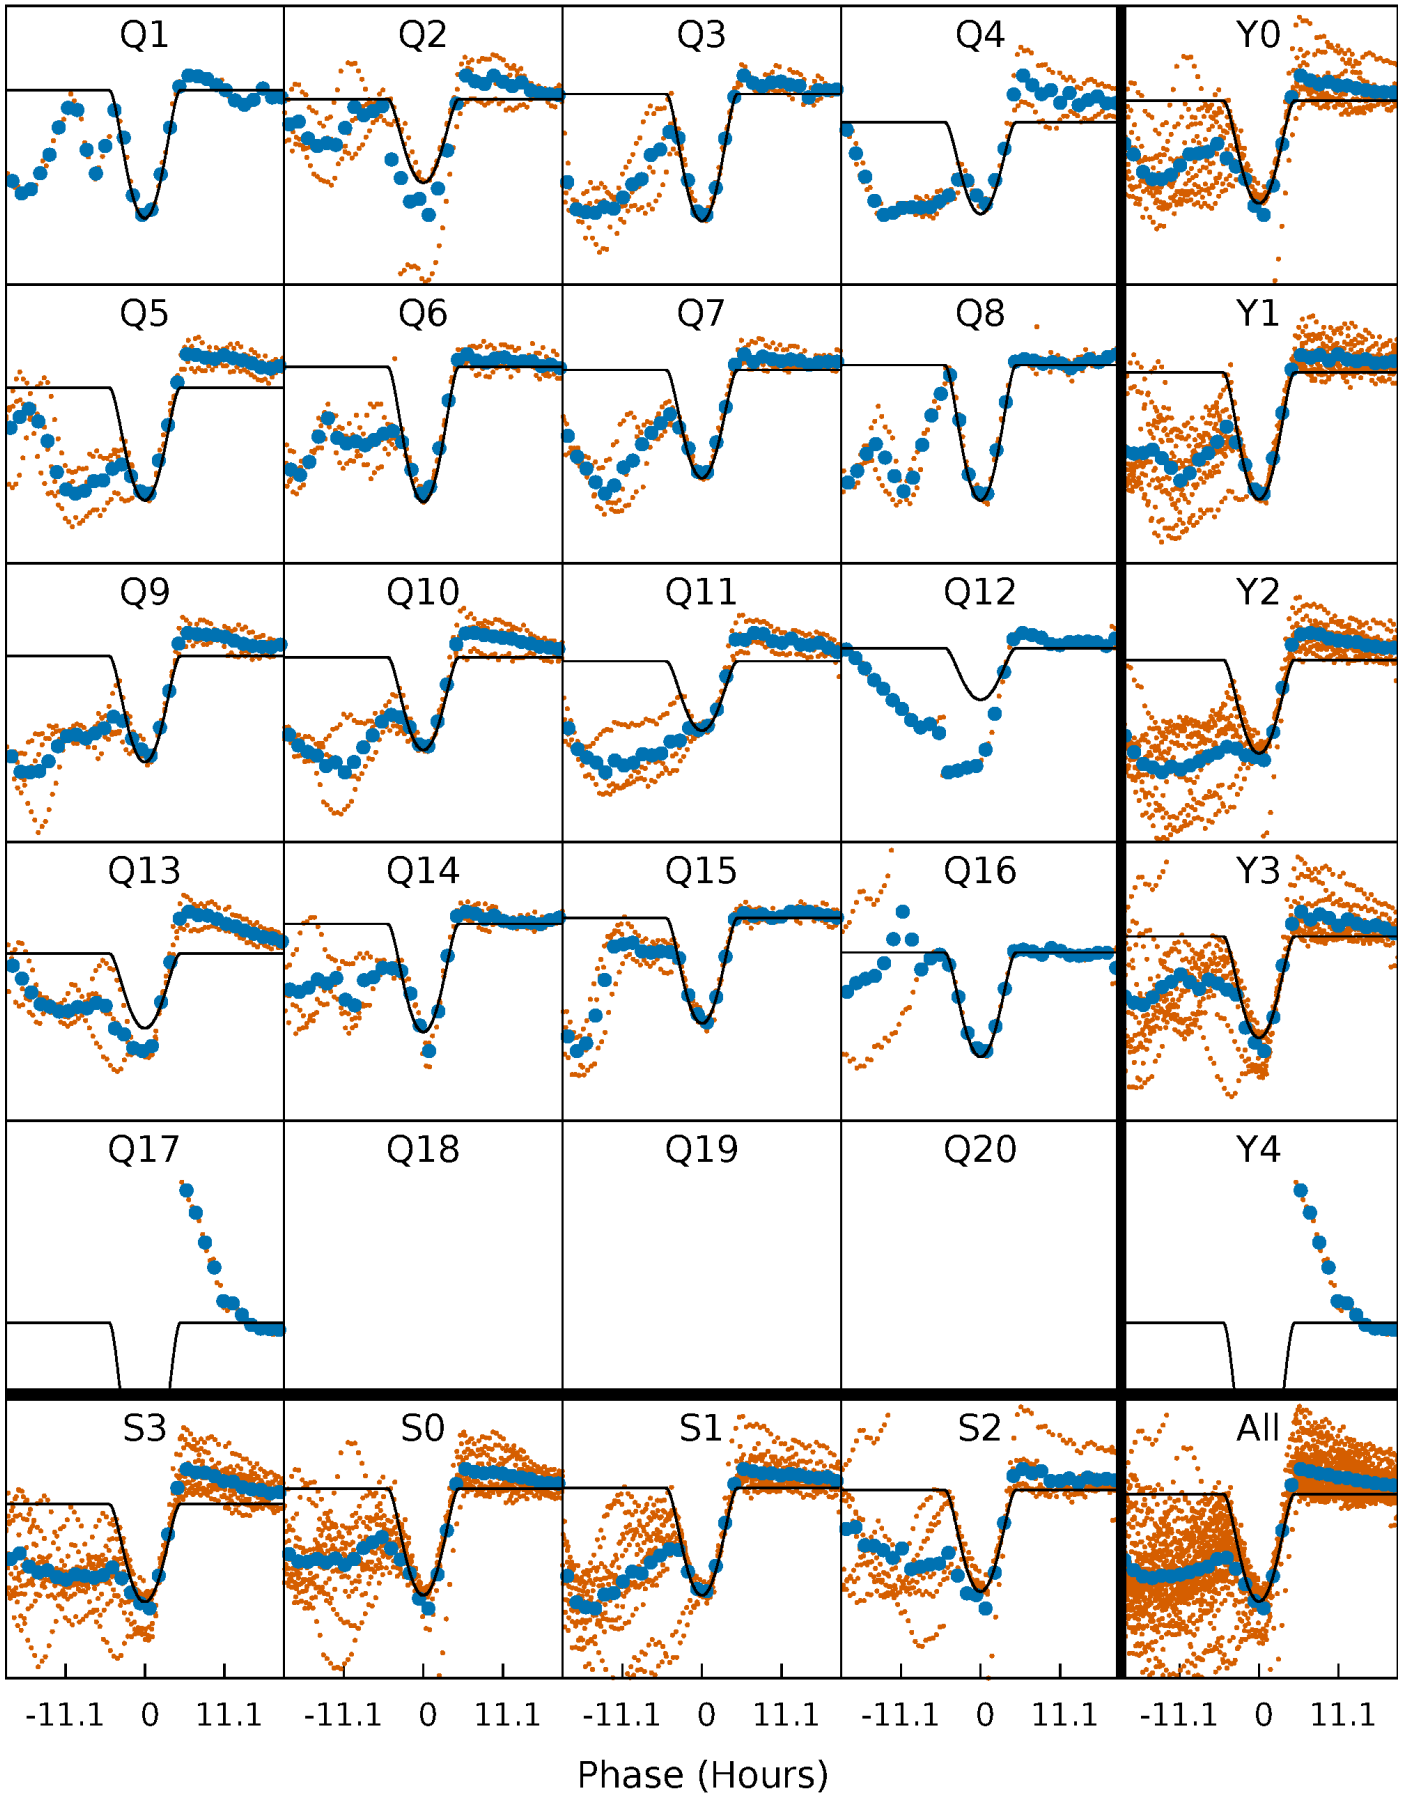 Q1 Q2 Q3 Q4 Y0
Q5 Q6 Q7 Q8 Y1
Q9 Q10 Q11 Q12 Y2
Q13 Q14 Q15 Q16 Y3
Q17 Q18 Q19 Q20 Y4
S3 S0 S1 S2 All
-11.1 0 11.1 -11.1 0 11.1 -11.1 0 11.1 -11.1 0 11.1 -11.1 0 11.1
Phase (Hours)